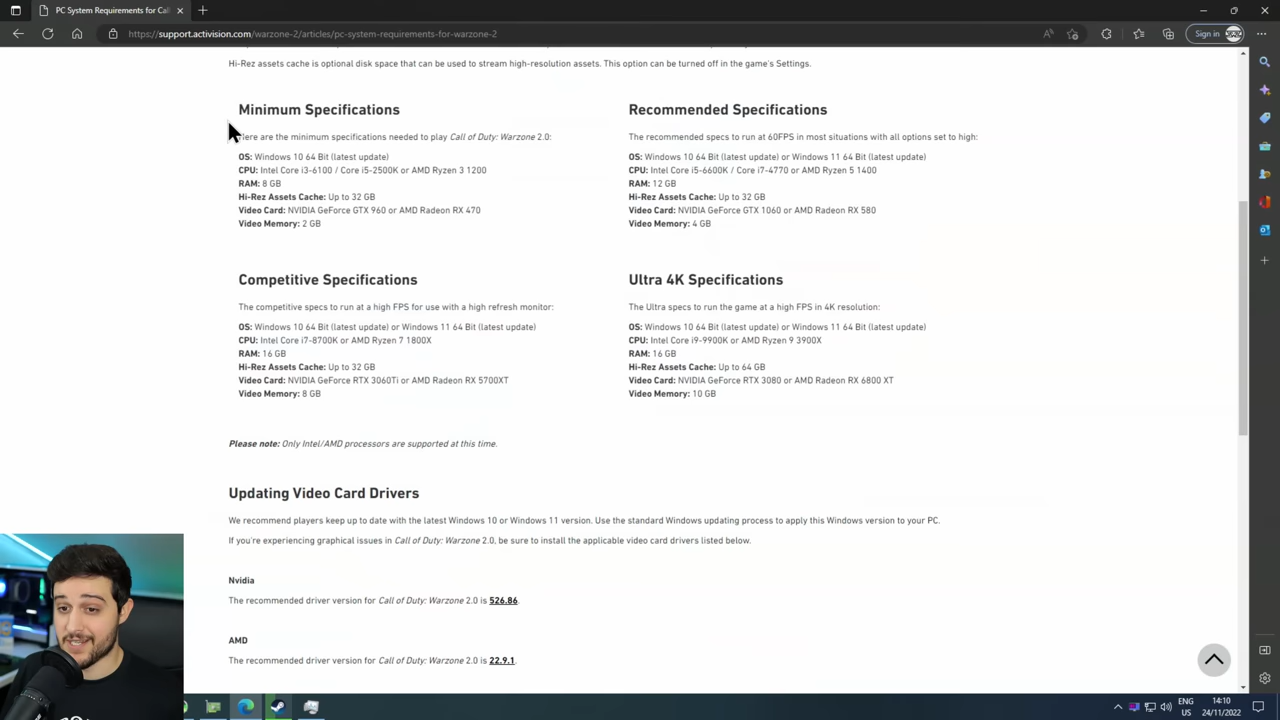 PC System Requirements for Cal
https://support.activision.com/warzone-2/articles/pc-system-requirements-for-warzone-2
Sign in
Hi-Rez assets cache is optional disk space that can be used to stream high-resolution assets. This option can be turned off in the game's Settings.
Minimum Specifications
Here are the minimum specifications needed to play Call of Duty: Warzone 2.0:
OS: Windows 10 64 Bit (latest update)
CPU: Intel Core i3-6100 / Core i5-2500K or AMD Ryzen 3 1200
RAM: 8 GB
Hi-Rez Assets Cache: Up to 32 GB
Video Card: NVIDIA GeForce GTX 960 or AMD Radeon RX 470
Video Memory: 2 GB
Recommended Specifications
The recommended specs to run at 60FPS in most situations with all options set to high:
OS: Windows 10 64 Bit (latest update) or Windows 11 64 Bit (latest update)
CPU: Intel Core i5-6600K / Core i7-4770 or AMD Ryzen 5 1400
RAM: 12 GB
Hi-Rez Assets Cache: Up to 32 GB
Video Card: NVIDIA GeForce GTX 1060 or AMD Radeon RX 580
Video Memory: 4 GB
Competitive Specifications
The competitive specs to run at a high FPS for use with a high refresh monitor:
OS: Windows 10 64 Bit (latest update) or Windows 11 64 Bit (latest update)
CPU: Intel Core i7-8700K or AMD Ryzen 7 1800X
RAM: 16 GB
Hi-Rez Assets Cache: Up to 32 GB
Video Card: NVIDIA GeForce RTX 3060Ti or AMD Radeon RX 5700XT
Video Memory: 8 GB
Ultra 4K Specifications
The Ultra specs to run the game at a high FPS in 4K resolution:
OS: Windows 10 64 Bit (latest update) or Windows 11 64 Bit (latest update)
CPU: Intel Core i9-9900K or AMD Ryzen 9 3900X
RAM: 16 GB
Hi-Rez Assets Cache: Up to 64 GB
Video Card: NVIDIA GeForce RTX 3080 or AMD Radeon RX 6800 XT
Video Memory: 10 GB
Please note: Only Intel/AMD processors are supported at this time.
Updating Video Card Drivers
We recommend players keep up to date with the latest Windows 10 or Windows 11 version. Use the standard Windows updating process to apply this Windows version to your PC.
If you're experiencing graphical issues in Call of Duty: Warzone 2.0, be sure to install the applicable video card drivers listed below.
Nvidia
The recommended driver version for Call of Duty: Warzone 2.0 is 526.86.
AMD
The recommended driver version for Call of Duty: Warzone 2.0 is 22.9.1.
ENG
US
14:10
24/11/2022